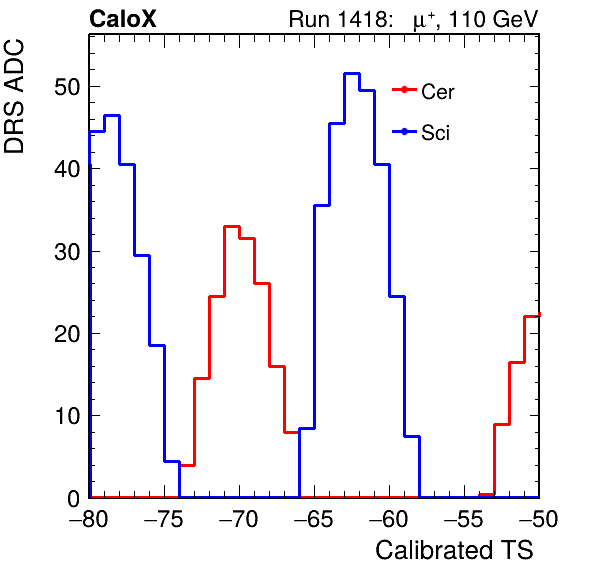 CaloX Run 1418: μ⁺, 110 GeV
DRS ADC
Cer
Sci
50
40
30
20
10
0
−80 −75 −70 −65 −60 −55 −50
Calibrated TS